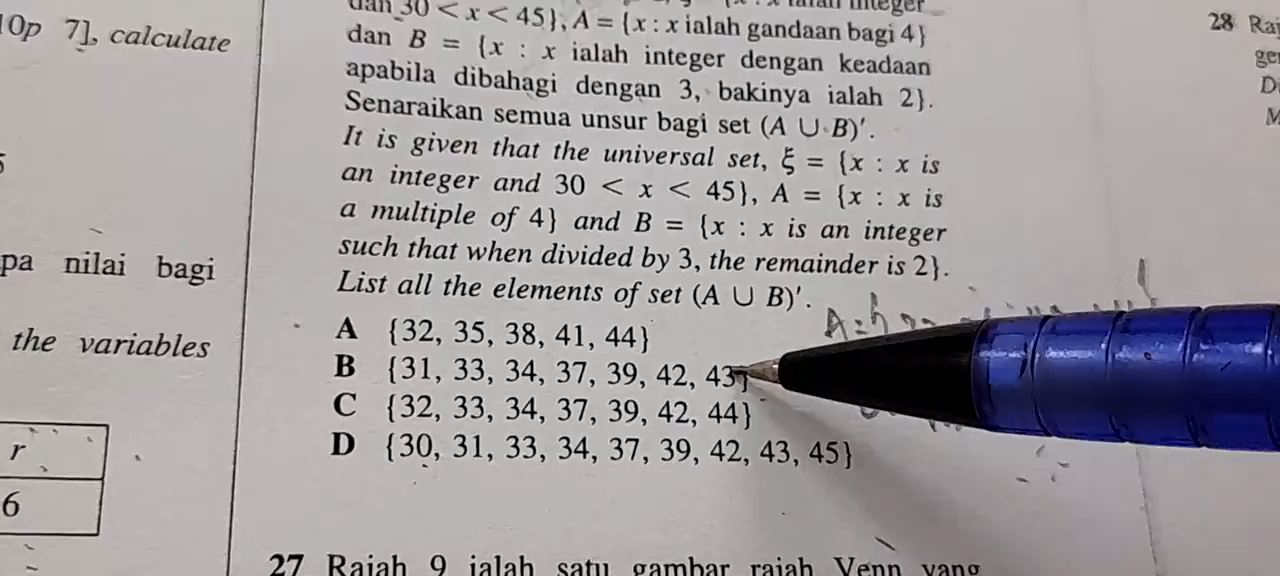 10p 7], calculate
pa nilai bagi
the variables
r
6
integer
dan 30 < x < 45}, A = {x : x ialah gandaan bagi 4}
dan B = {x : x ialah integer dengan keadaan
apabila dibahagi dengan 3, bakinya ialah 2}.
Senaraikan semua unsur bagi set (A ∪ B)′.
It is given that the universal set, ξ = {x : x is
an integer and 30 < x < 45}, A = {x : x is
a multiple of 4} and B = {x : x is an integer
such that when divided by 3, the remainder is 2}.
List all the elements of set (A ∪ B)′.
A {32, 35, 38, 41, 44}
B {31, 33, 34, 37, 39, 42, 43}
C {32, 33, 34, 37, 39, 42, 44}
D {30, 31, 33, 34, 37, 39, 42, 43, 45}
27 Rajah 9 ialah satu gambar rajah Venn yang
28